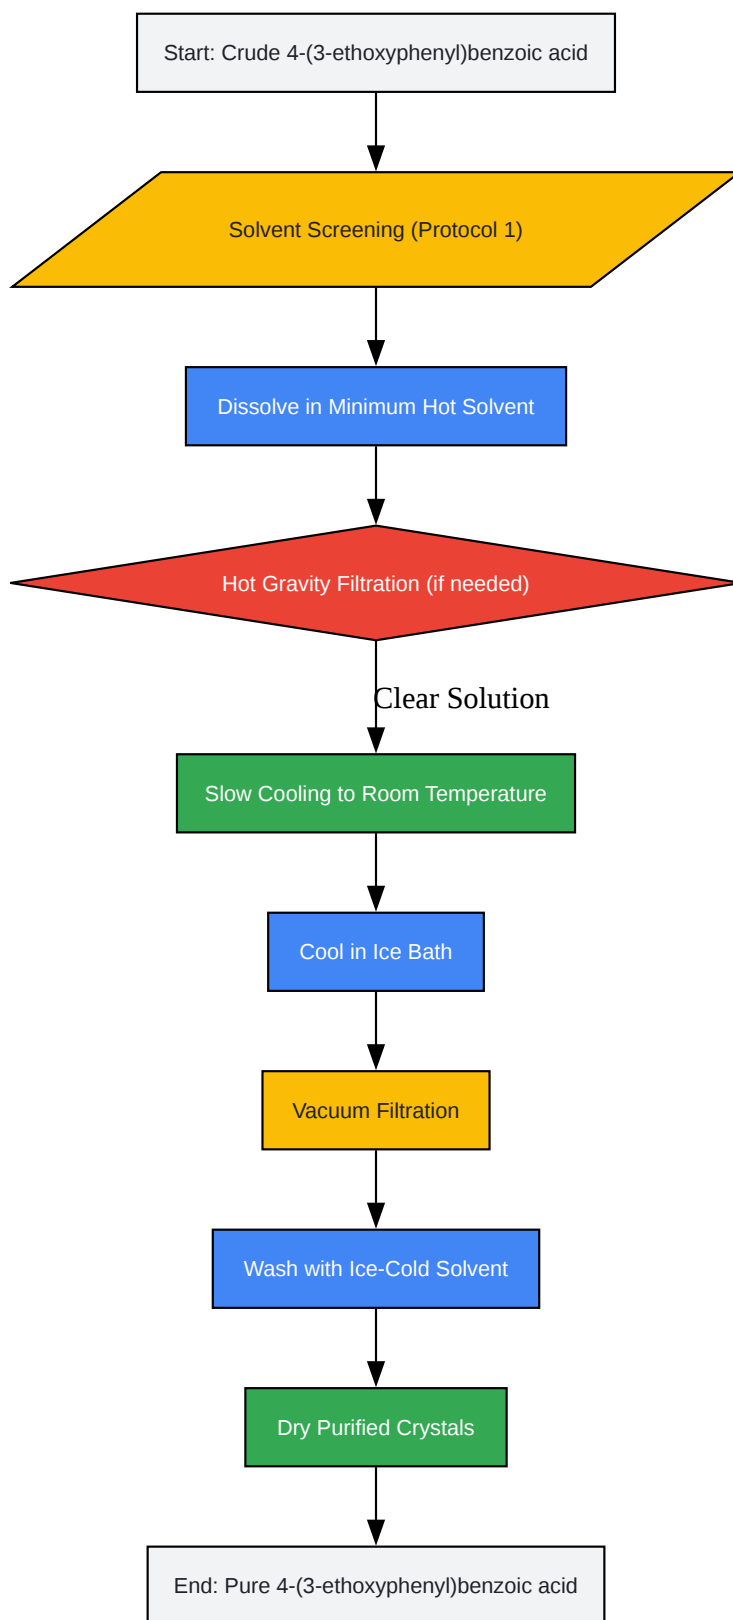 Start: Crude 4-(3-ethoxyphenyl)benzoic acid
Solvent Screening (Protocol 1)
Dissolve in Minimum Hot Solvent
Hot Gravity Filtration (if needed)
Clear Solution
Slow Cooling to Room Temperature
Cool in Ice Bath
Vacuum Filtration
Wash with Ice-Cold Solvent
Dry Purified Crystals
End: Pure 4-(3-ethoxyphenyl)benzoic acid